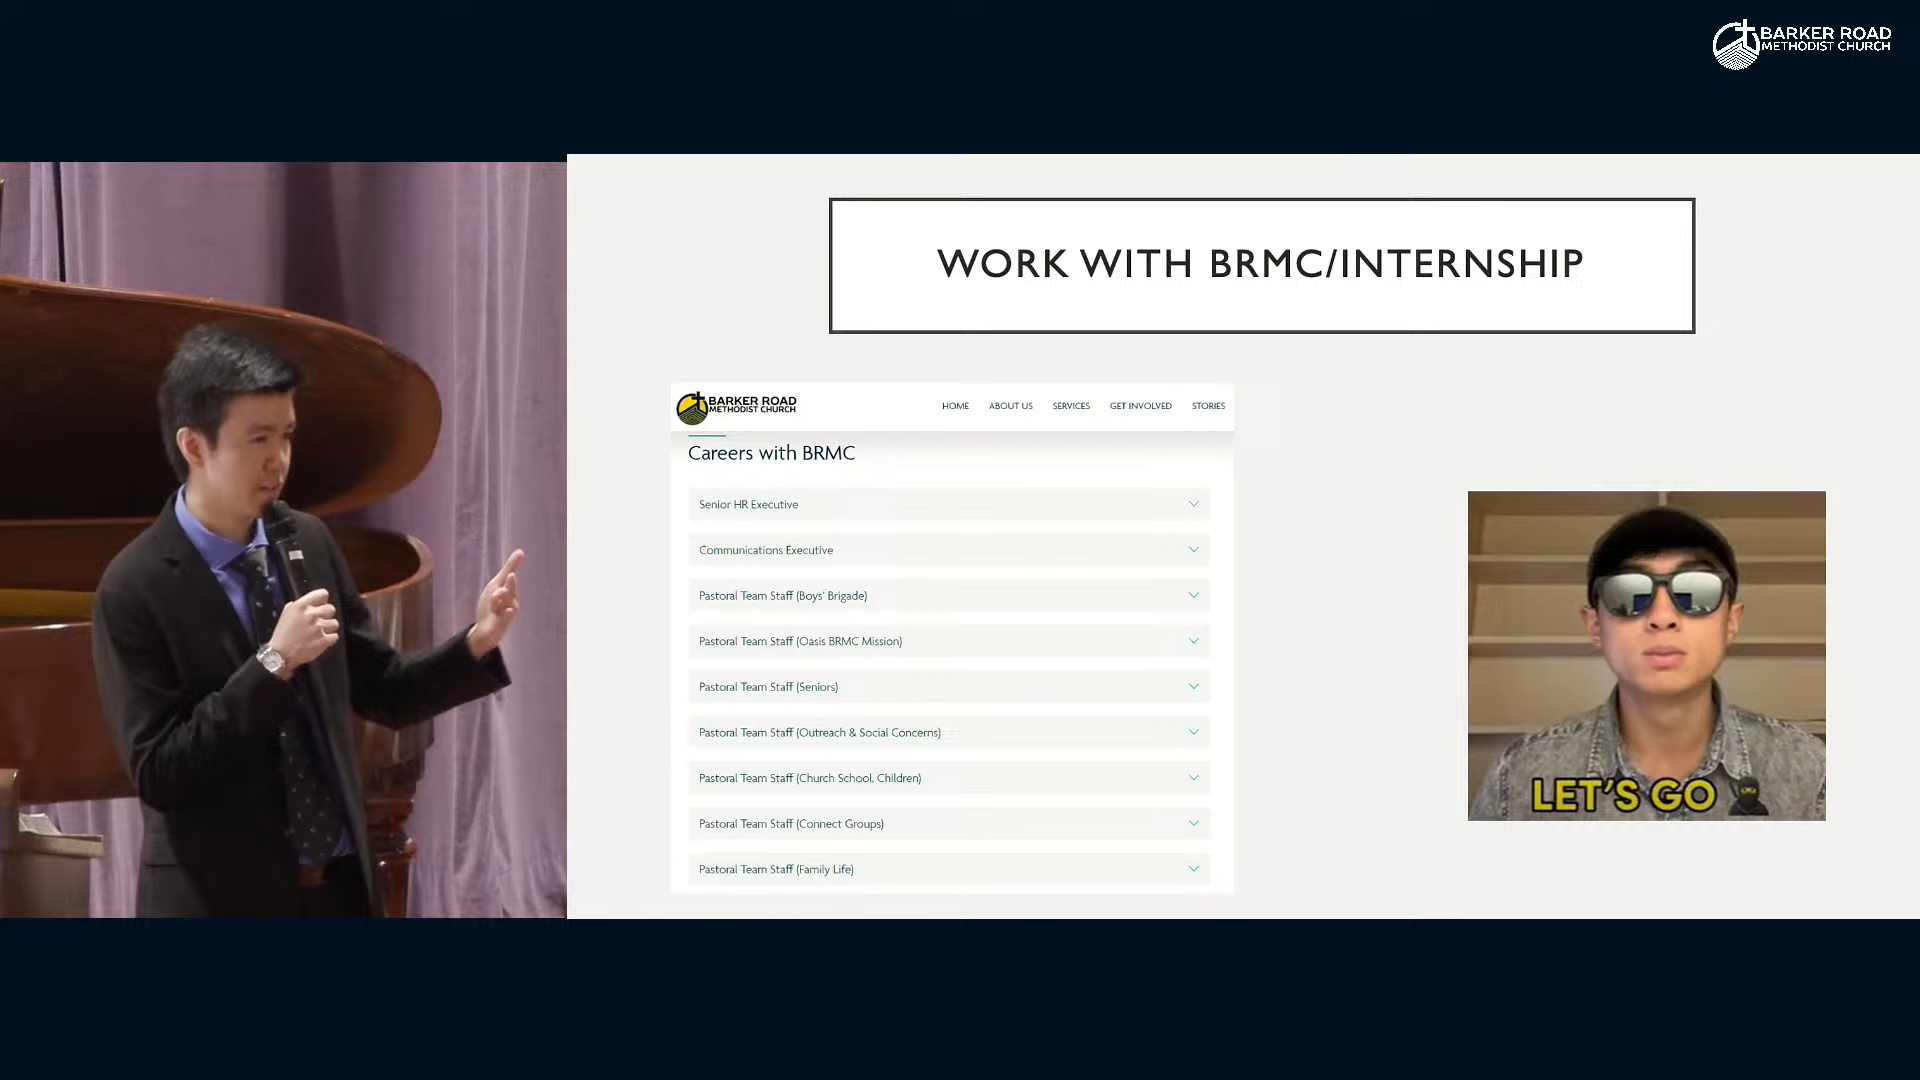 BARKER ROAD
METHODIST CHURCH
WORK WITH BRMC/INTERNSHIP
BARKER ROAD
METHODIST CHURCH
HOME ABOUT US SERVICES GET INVOLVED STORIES
Careers with BRMC
Senior HR Executive
Communications Executive
Pastoral Team Staff (Boys' Brigade)
Pastoral Team Staff (Oasis BRMC Mission)
Pastoral Team Staff (Seniors)
Pastoral Team Staff (Outreach & Social Concerns)
Pastoral Team Staff (Church School, Children)
Pastoral Team Staff (Connect Groups)
Pastoral Team Staff (Family Life)
LET'S GO